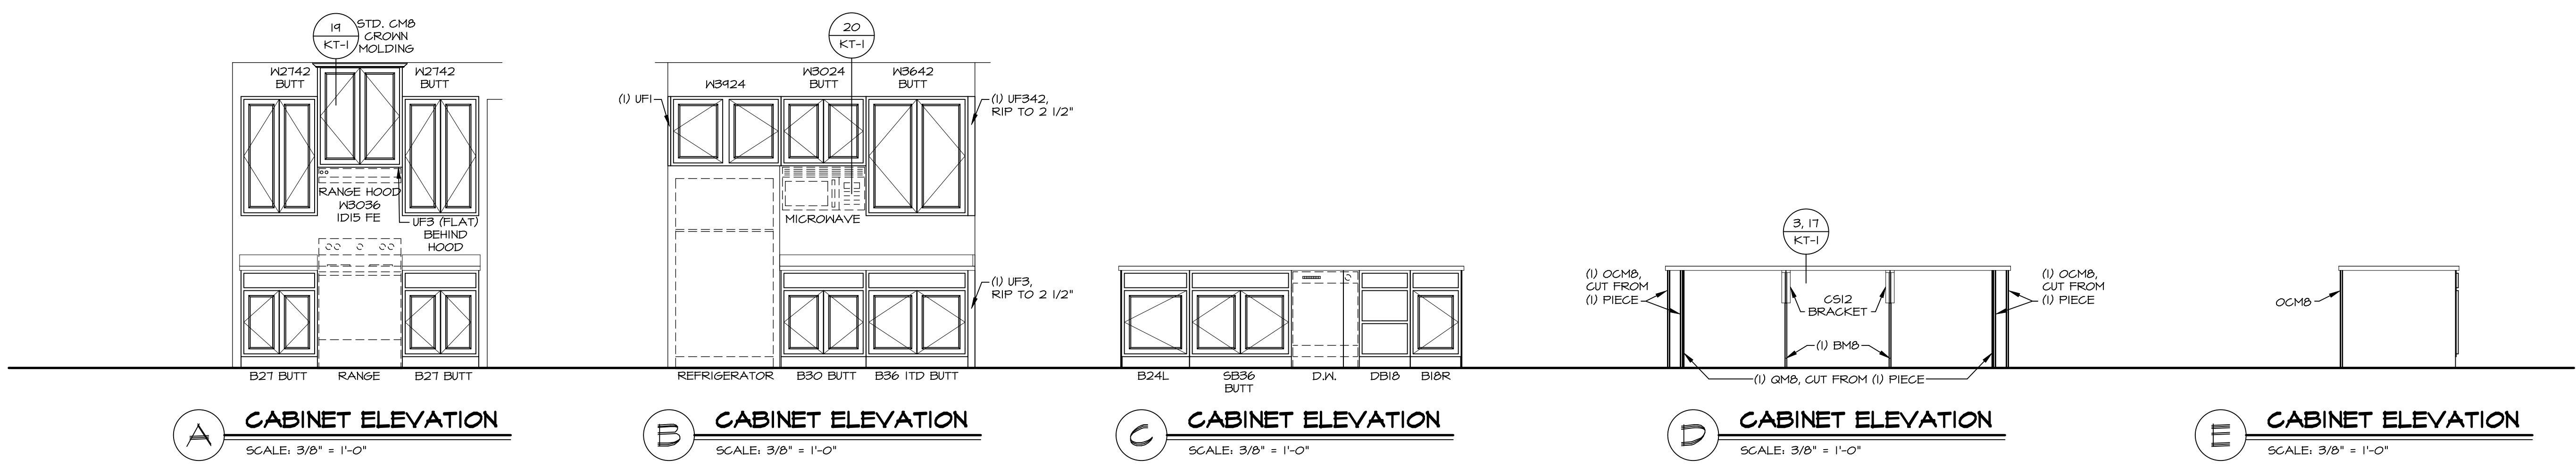 19
KT-1
STD. CM8
CROWN
MOLDING
W2742
BUTT
W2742
BUTT
RANGE HOOD
W3036
1D15 FE
UF3 (FLAT)
BEHIND
HOOD
B27 BUTT
RANGE
B27 BUTT
A
CABINET ELEVATION
SCALE: 3/8" = 1'-0"
20
KT-1
W3924
W3024
BUTT
W3642
BUTT
(1) UF1
(1) UF342,
RIP TO 2 1/2"
MICROWAVE
(1) UF3,
RIP TO 2 1/2"
REFRIGERATOR
B30 BUTT
B36 1TD BUTT
B
CABINET ELEVATION
SCALE: 3/8" = 1'-0"
B24L
SB36
BUTT
D.W.
DB18
B18R
C
CABINET ELEVATION
SCALE: 3/8" = 1'-0"
3, 17
KT-1
(1) OCM8,
CUT FROM
(1) PIECE
CS12
BRACKET
(1) OCM8,
CUT FROM
(1) PIECE
(1) BM8
(1) QM8, CUT FROM (1) PIECE
D
CABINET ELEVATION
SCALE: 3/8" = 1'-0"
OCM8
E
CABINET ELEVATION
SCALE: 3/8" = 1'-0"